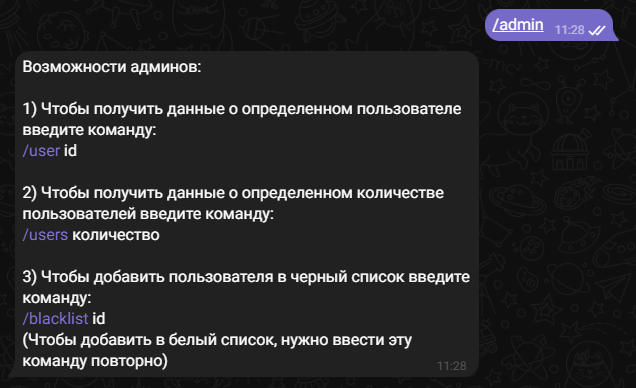 /admin 11:28
Возможности админов:
1) Чтобы получить данные о определенном пользователе
введите команду:
/user id
2) Чтобы получить данные о определенном количестве
пользователей введите команду:
/users количество
3) Чтобы добавить пользователя в черный список введите
команду:
/blacklist id
(Чтобы добавить в белый список, нужно ввести эту
команду повторно)
11:28